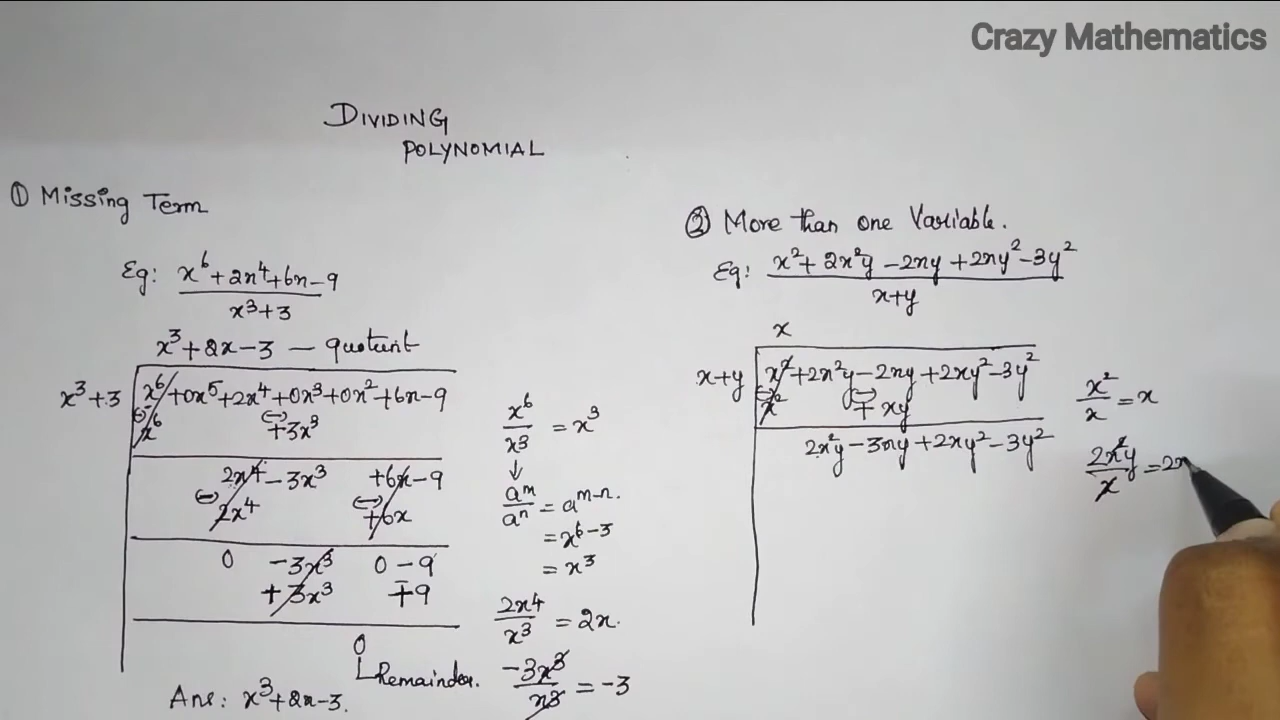 Crazy Mathematics
DIVIDING
POLYNOMIAL
① Missing Term
Eg: x⁶+2x⁴+6x-9
x³+3
x³+2x-3 — quotient
x³+3 x⁶+0x⁵+2x⁴+0x³+0x²+6x-9
x⁶ +3x³
2x⁴-3x³ +6x-9
2x⁴ +6x
0 -3x³ 0-9
+3x³ +9
0
Remainder.
Ans: x³+2x-3.
x⁶/x³ = x³
↓
aᵐ/aⁿ = aᵐ⁻ⁿ.
= x⁶⁻³
= x³
2x⁴/x³ = 2x.
-3x³/x³ = -3
② More than one Variable.
Eg: x²+2x²y-2xy+2xy²-3y²
x+y
x
x+y x²+2x²y-2xy+2xy²-3y²
x² + xy
2x²y-3xy+2xy²-3y²
x²/x = x
2x²y/x = 2x